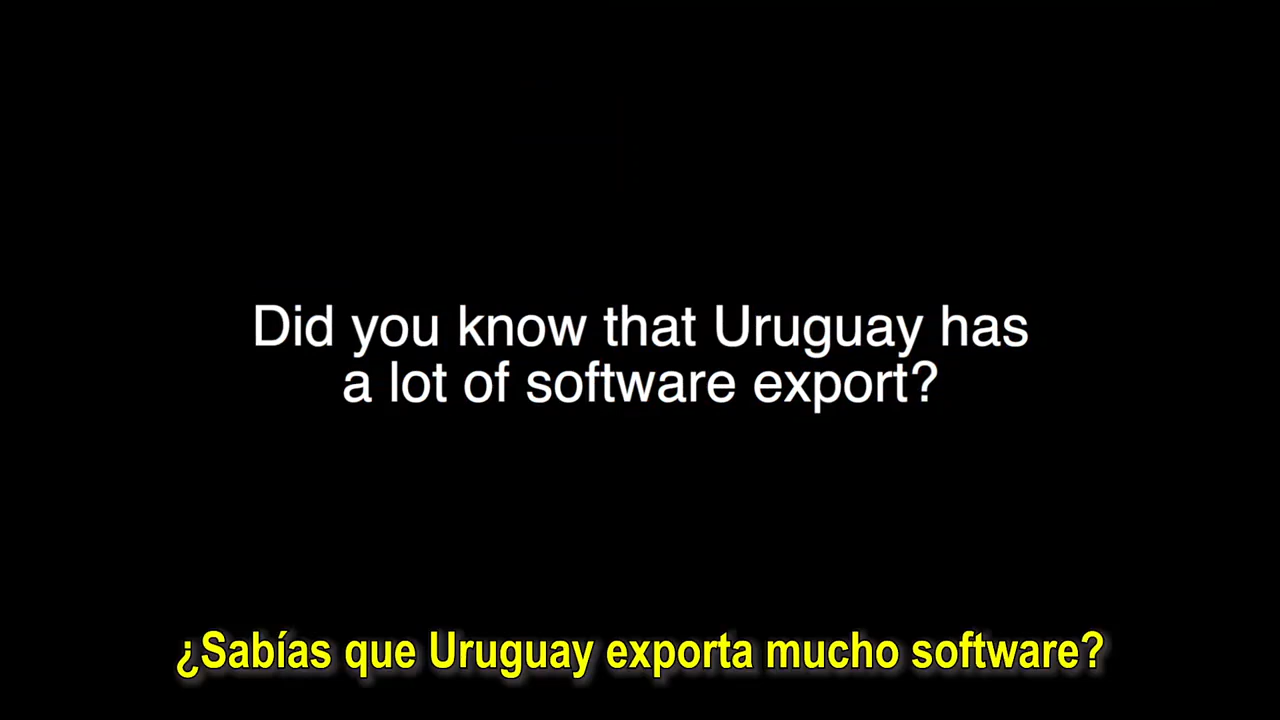 Did you know that Uruguay has
a lot of software export?
¿Sabías que Uruguay exporta mucho software?